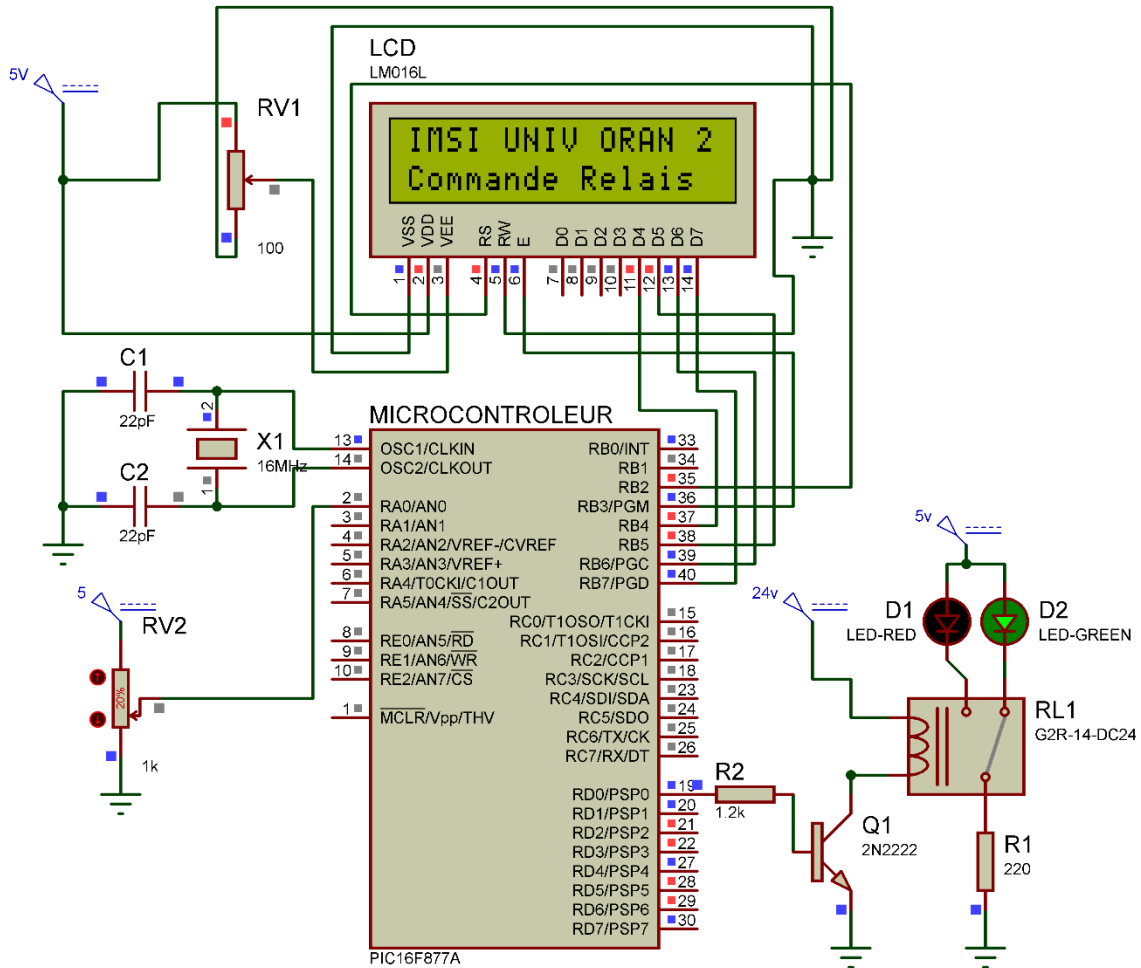 LCD
LM016L
5V
RV1
100
IMSI UNIV ORAN 2
Commande Relais
VSS
VDD
VEE
RS
RW
E
D0
D1
D2
D3
D4
D5
D6
D7
1
2
3
4
5
6
7
8
9
10
11
12
13
14
C1
22pF
C2
22pF
2
X1
16MHz
1
MICROCONTROLEUR
13 OSC1/CLKIN
14 OSC2/CLKOUT
2 RA0/AN0
3 RA1/AN1
4 RA2/AN2/VREF-/CVREF
5 RA3/AN3/VREF+
6 RA4/T0CKI/C1OUT
7 RA5/AN4/SS/C2OUT
8 RE0/AN5/RD
9 RE1/AN6/WR
10 RE2/AN7/CS
1 MCLR/Vpp/THV
RB0/INT 33
RB1 34
RB2 35
RB3/PGM 36
RB4 37
RB5 38
RB6/PGC 39
RB7/PGD 40
RC0/T1OSO/T1CKI 15
RC1/T1OSI/CCP2 16
RC2/CCP1 17
RC3/SCK/SCL 18
RC4/SDI/SDA 23
RC5/SDO 24
RC6/TX/CK 25
RC7/RX/DT 26
RD0/PSP0 19
RD1/PSP1 20
RD2/PSP2 21
RD3/PSP3 22
RD4/PSP4 27
RD5/PSP5 28
RD6/PSP6 29
RD7/PSP7 30
PIC16F877A
5
RV2
20%
1k
R2
1.2k
Q1
2N2222
24v
5v
D1
LED-RED
D2
LED-GREEN
RL1
G2R-14-DC24
R1
220